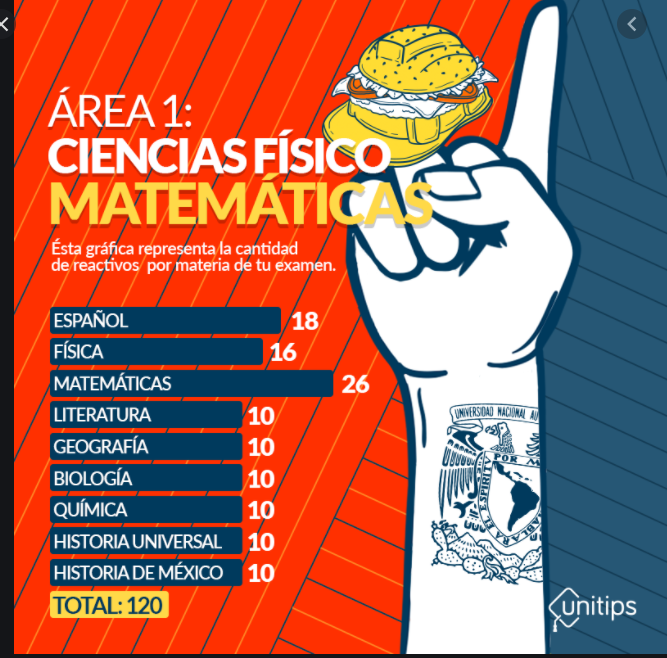 ÁREA 1:
CIENCIAS FÍSICO
MATEMÁTICAS
Ésta gráfica representa la cantidad
de reactivos por materia de tu examen.
ESPAÑOL 18
FÍSICA 16
MATEMÁTICAS 26
LITERATURA 10
GEOGRAFÍA 10
BIOLOGÍA 10
QUÍMICA 10
HISTORIA UNIVERSAL 10
HISTORIA DE MÉXICO 10
TOTAL: 120
UNIVERSIDAD NACIONAL
POR
ESPIRITV
unitips